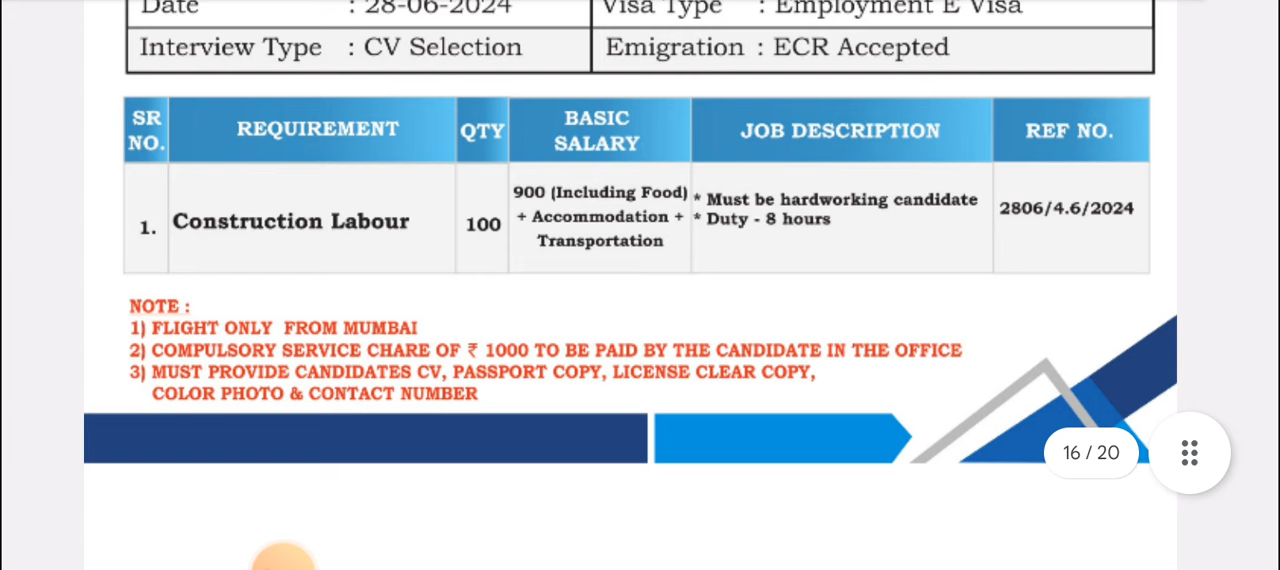 Date : 28-06-2024 Visa Type : Employment E Visa
Interview Type : CV Selection Emigration : ECR Accepted
SR NO. REQUIREMENT QTY BASIC SALARY JOB DESCRIPTION REF NO.
1. Construction Labour 100 900 (Including Food) + Accommodation + Transportation * Must be hardworking candidate * Duty - 8 hours 2806/4.6/2024
NOTE :
1) FLIGHT ONLY FROM MUMBAI
2) COMPULSORY SERVICE CHARE OF ₹ 1000 TO BE PAID BY THE CANDIDATE IN THE OFFICE
3) MUST PROVIDE CANDIDATES CV, PASSPORT COPY, LICENSE CLEAR COPY,
COLOR PHOTO & CONTACT NUMBER
16 / 20